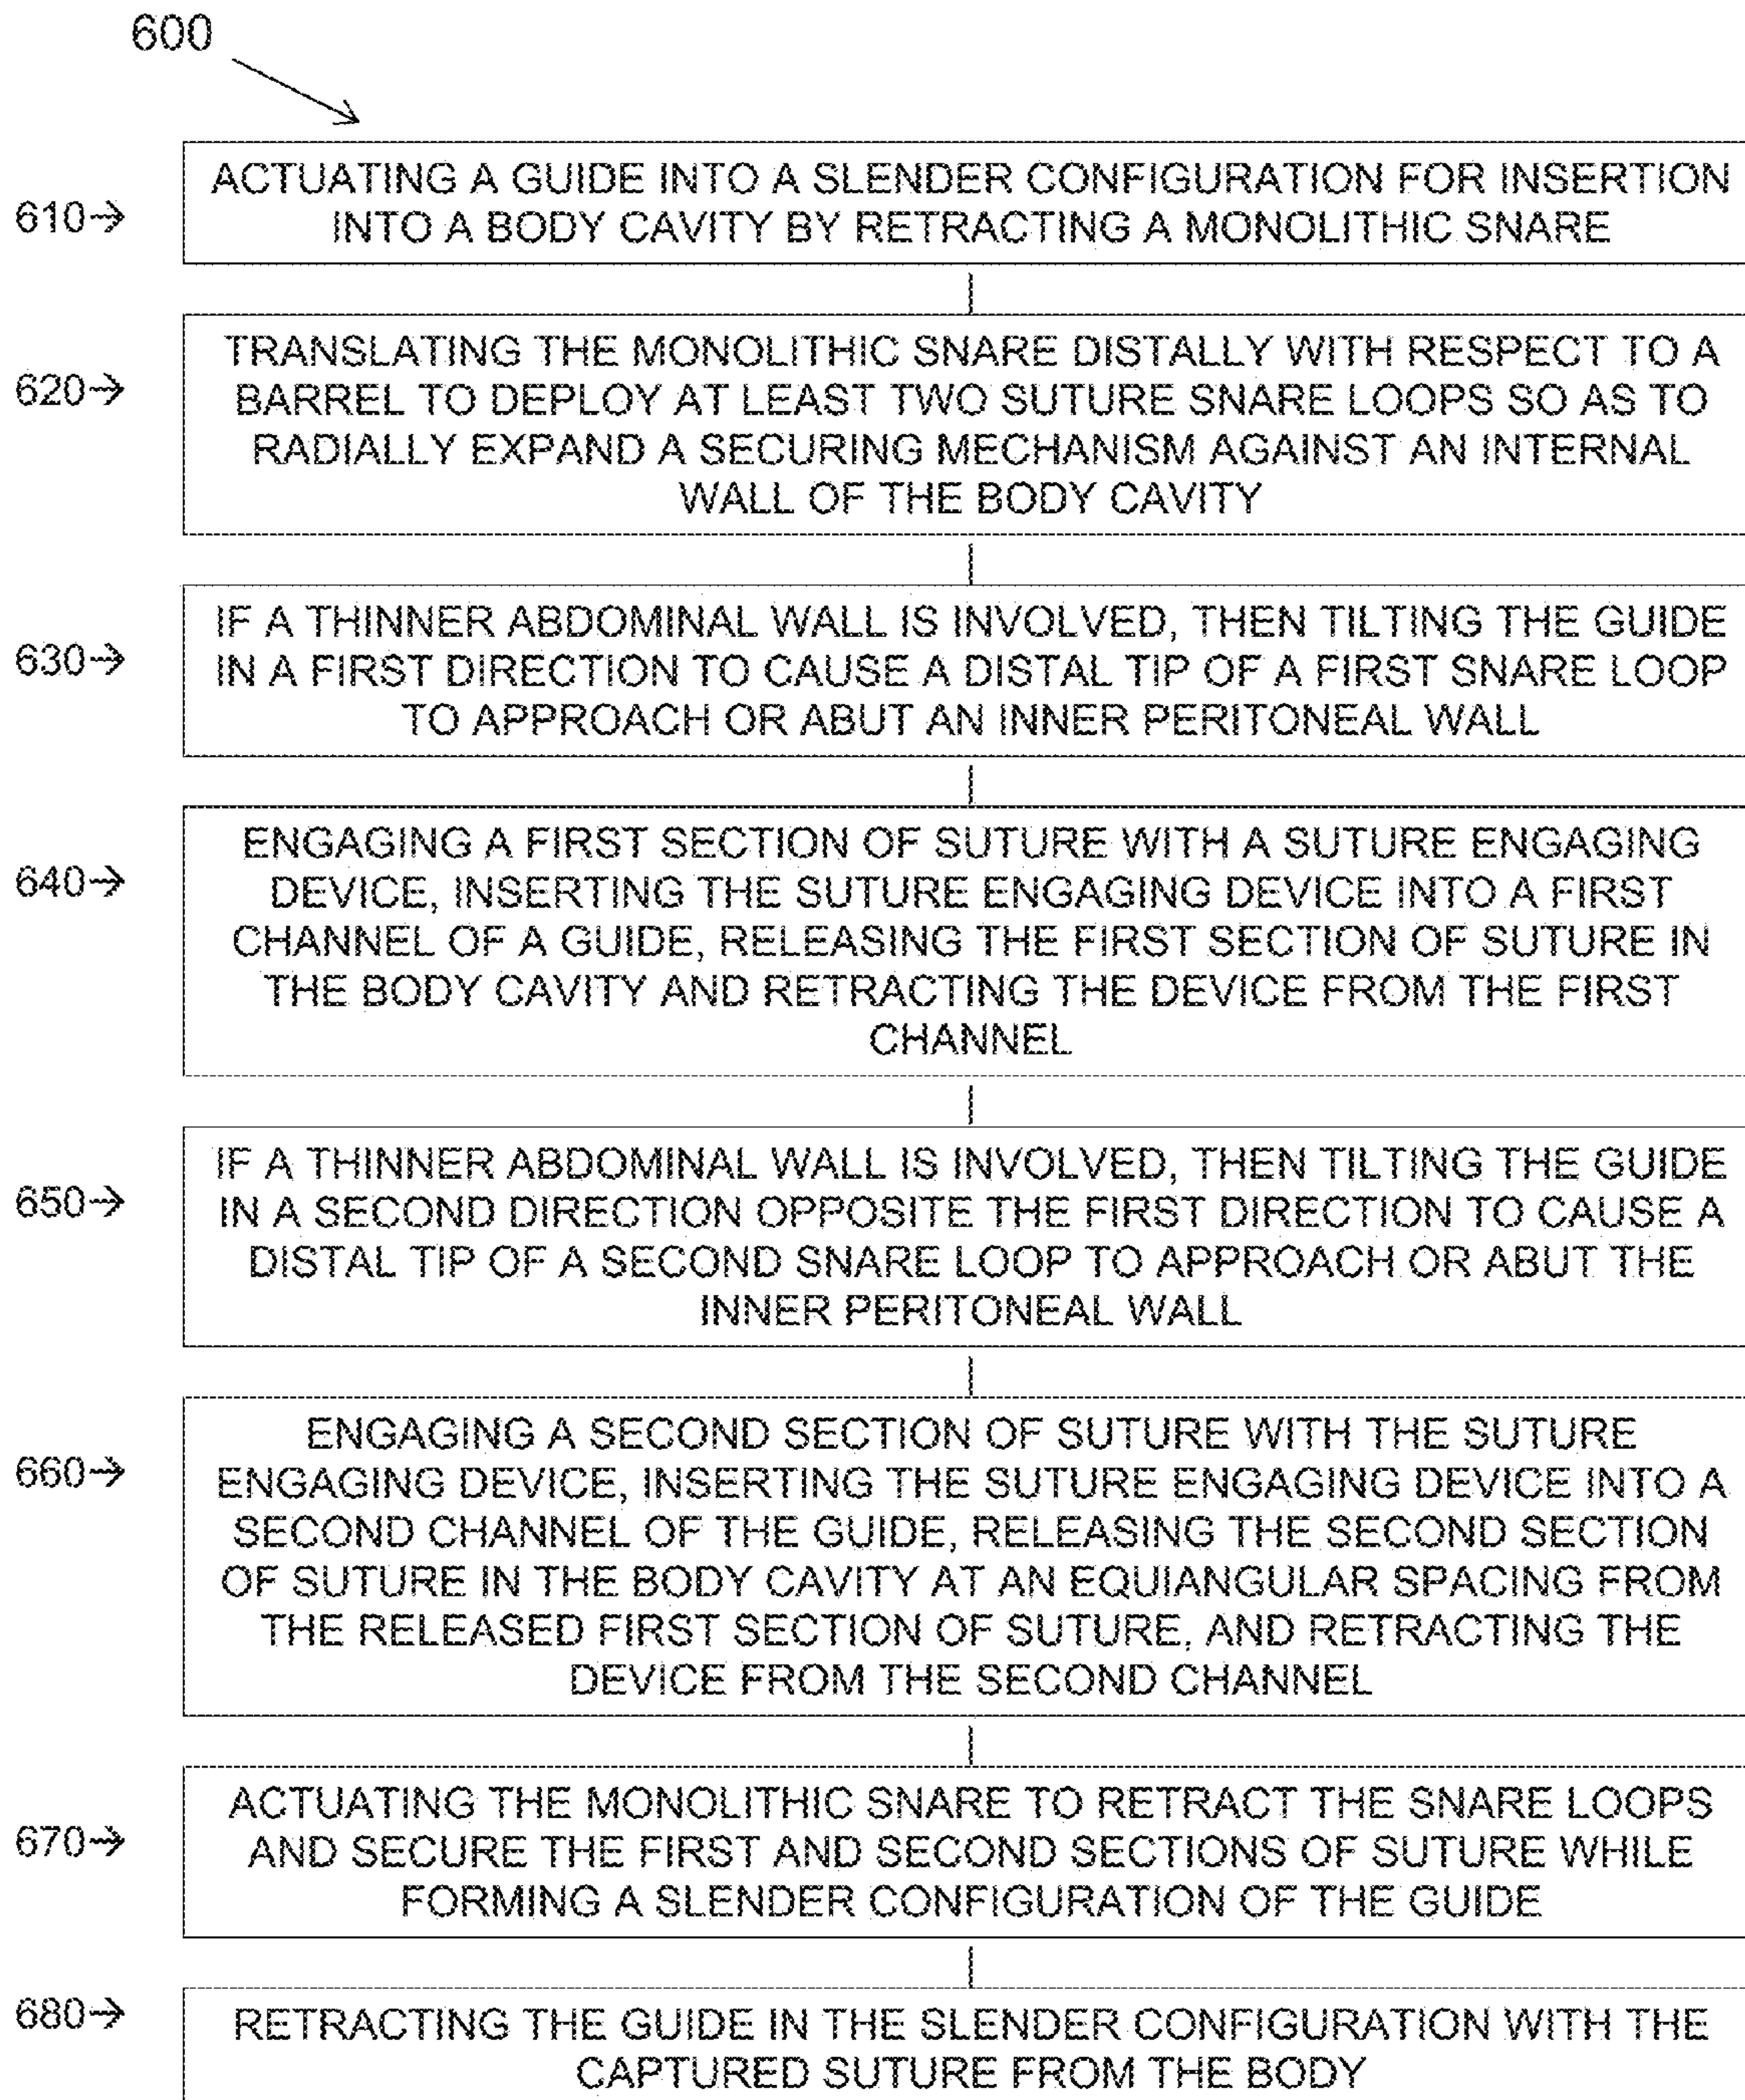 600
610→ ACTUATING A GUIDE INTO A SLENDER CONFIGURATION FOR INSERTION
INTO A BODY CAVITY BY RETRACTING A MONOLITHIC SNARE
620→ TRANSLATING THE MONOLITHIC SNARE DISTALLY WITH RESPECT TO A
BARREL TO DEPLOY AT LEAST TWO SUTURE SNARE LOOPS SO AS TO
RADIALLY EXPAND A SECURING MECHANISM AGAINST AN INTERNAL
WALL OF THE BODY CAVITY
630→ IF A THINNER ABDOMINAL WALL IS INVOLVED, THEN TILTING THE GUIDE
IN A FIRST DIRECTION TO CAUSE A DISTAL TIP OF A FIRST SNARE LOOP
TO APPROACH OR ABUT AN INNER PERITONEAL WALL
640→ ENGAGING A FIRST SECTION OF SUTURE WITH A SUTURE ENGAGING
DEVICE, INSERTING THE SUTURE ENGAGING DEVICE INTO A FIRST
CHANNEL OF A GUIDE, RELEASING THE FIRST SECTION OF SUTURE IN
THE BODY CAVITY AND RETRACTING THE DEVICE FROM THE FIRST
CHANNEL
650→ IF A THINNER ABDOMINAL WALL IS INVOLVED, THEN TILTING THE GUIDE
IN A SECOND DIRECTION OPPOSITE THE FIRST DIRECTION TO CAUSE A
DISTAL TIP OF A SECOND SNARE LOOP TO APPROACH OR ABUT THE
INNER PERITONEAL WALL
660→ ENGAGING A SECOND SECTION OF SUTURE WITH THE SUTURE
ENGAGING DEVICE, INSERTING THE SUTURE ENGAGING DEVICE INTO A
SECOND CHANNEL OF THE GUIDE, RELEASING THE SECOND SECTION
OF SUTURE IN THE BODY CAVITY AT AN EQUIANGULAR SPACING FROM
THE RELEASED FIRST SECTION OF SUTURE, AND RETRACTING THE
DEVICE FROM THE SECOND CHANNEL
670→ ACTUATING THE MONOLITHIC SNARE TO RETRACT THE SNARE LOOPS
AND SECURE THE FIRST AND SECOND SECTIONS OF SUTURE WHILE
FORMING A SLENDER CONFIGURATION OF THE GUIDE
680→ RETRACTING THE GUIDE IN THE SLENDER CONFIGURATION WITH THE
CAPTURED SUTURE FROM THE BODY